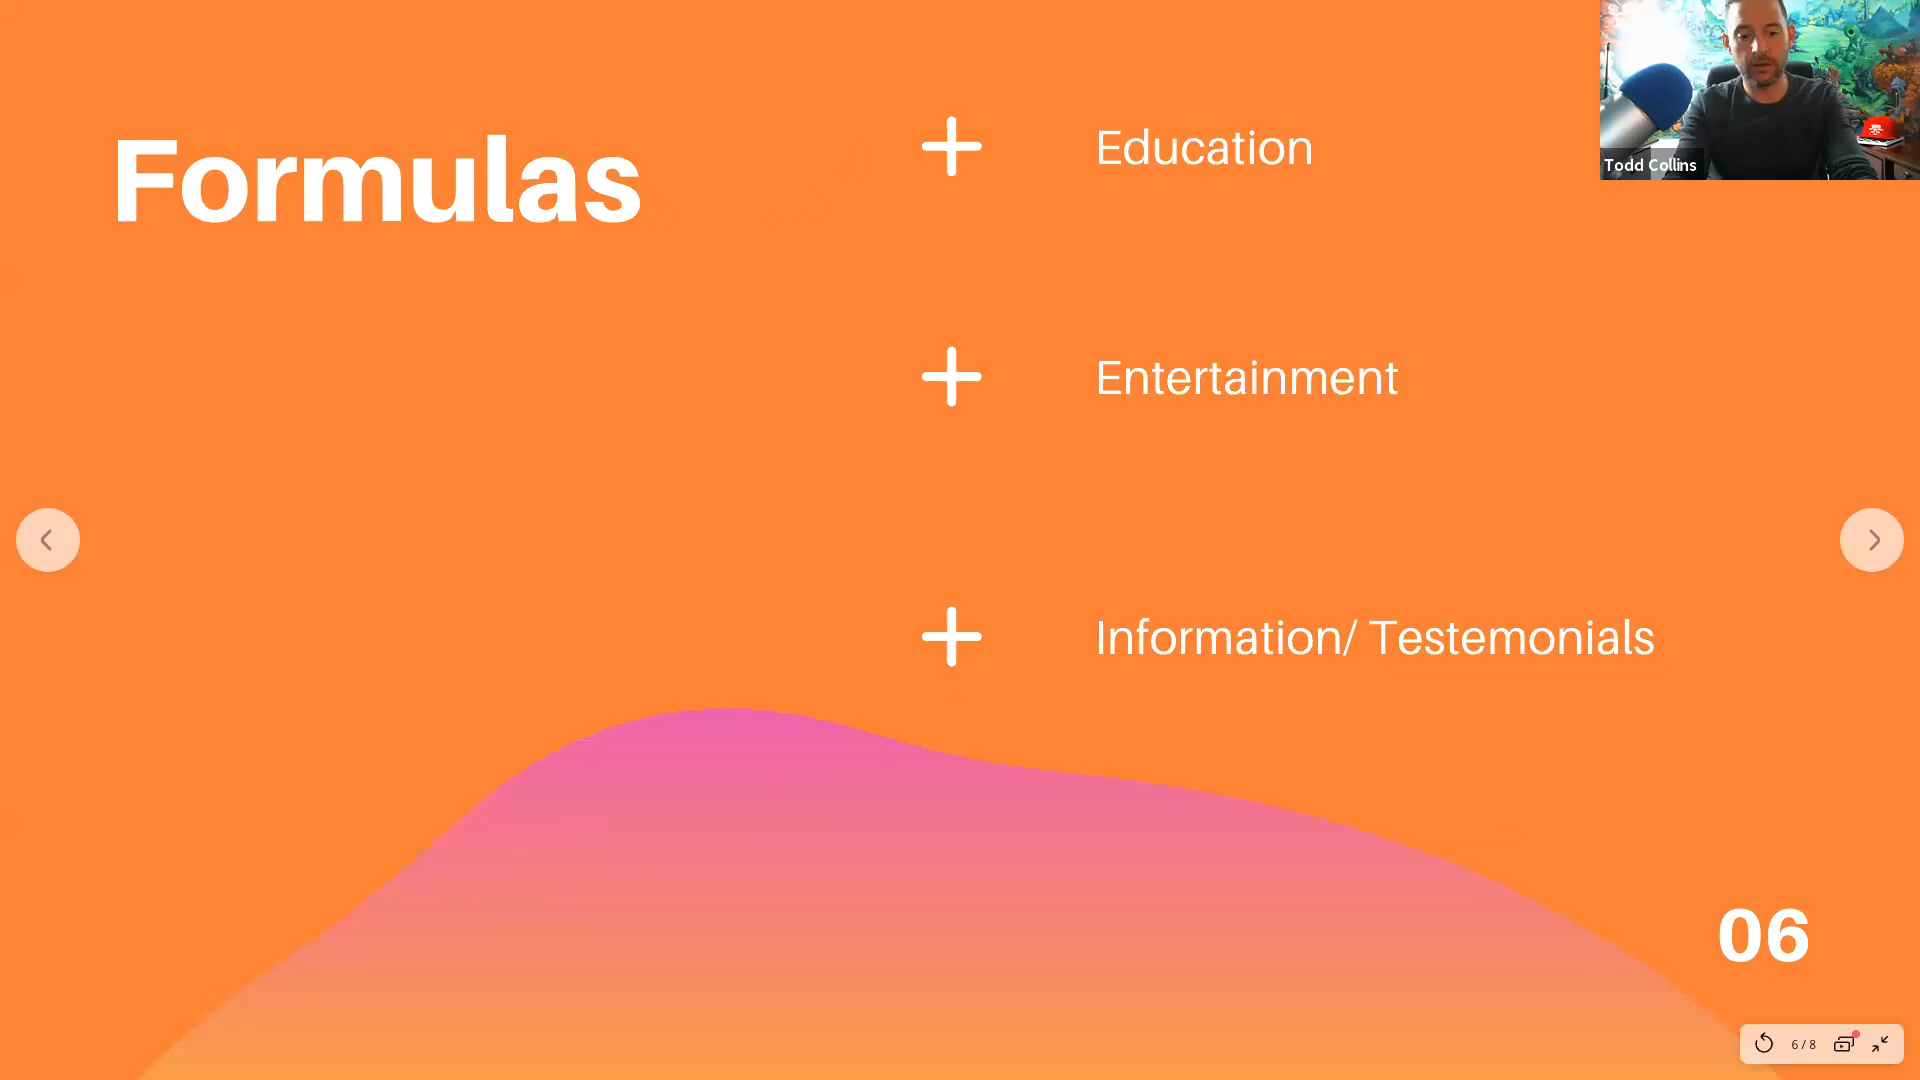 Formulas
Education
Entertainment
Information/ Testemonials
Todd Collins
06
6 / 8